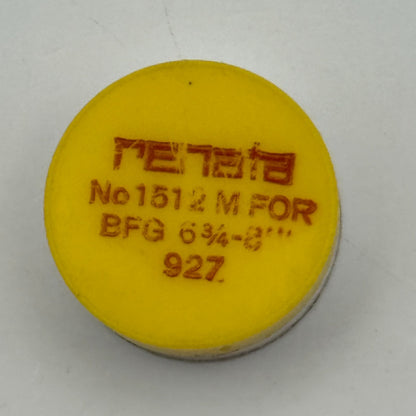 renata
No 1512 M FOR
BFG 6¾-8'''
927